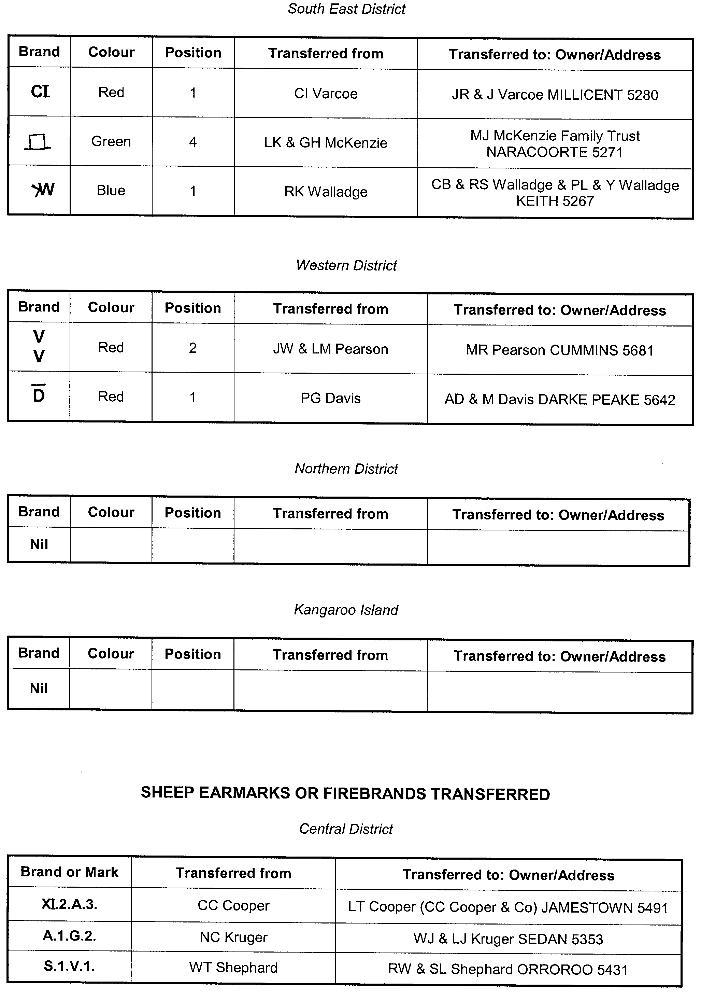 South East District
Brand Colour Position Transferred from Transferred to: Owner/Address
CI Red 1 CI Varcoe JR & J Varcoe MILLICENT 5280
Green 4 LK & GH McKenzie MJ McKenzie Family Trust
NARACOORTE 5271
W Blue 1 RK Walladge CB & RS Walladge & PL & Y Walladge
KEITH 5267
Western District
Brand Colour Position Transferred from Transferred to: Owner/Address
V
V Red 2 JW & LM Pearson MR Pearson CUMMINS 5681
D Red 1 PG Davis AD & M Davis DARKE PEAKE 5642
Northern District
Brand Colour Position Transferred from Transferred to: Owner/Address
Nil
Kangaroo Island
Brand Colour Position Transferred from Transferred to: Owner/Address
Nil
SHEEP EARMARKS OR FIREBRANDS TRANSFERRED
Central District
Brand or Mark Transferred from Transferred to: Owner/Address
XI.2.A.3. CC Cooper LT Cooper (CC Cooper & Co) JAMESTOWN 5491
A.1.G.2. NC Kruger WJ & LJ Kruger SEDAN 5353
S.1.V.1. WT Shephard RW & SL Shephard ORROROO 5431